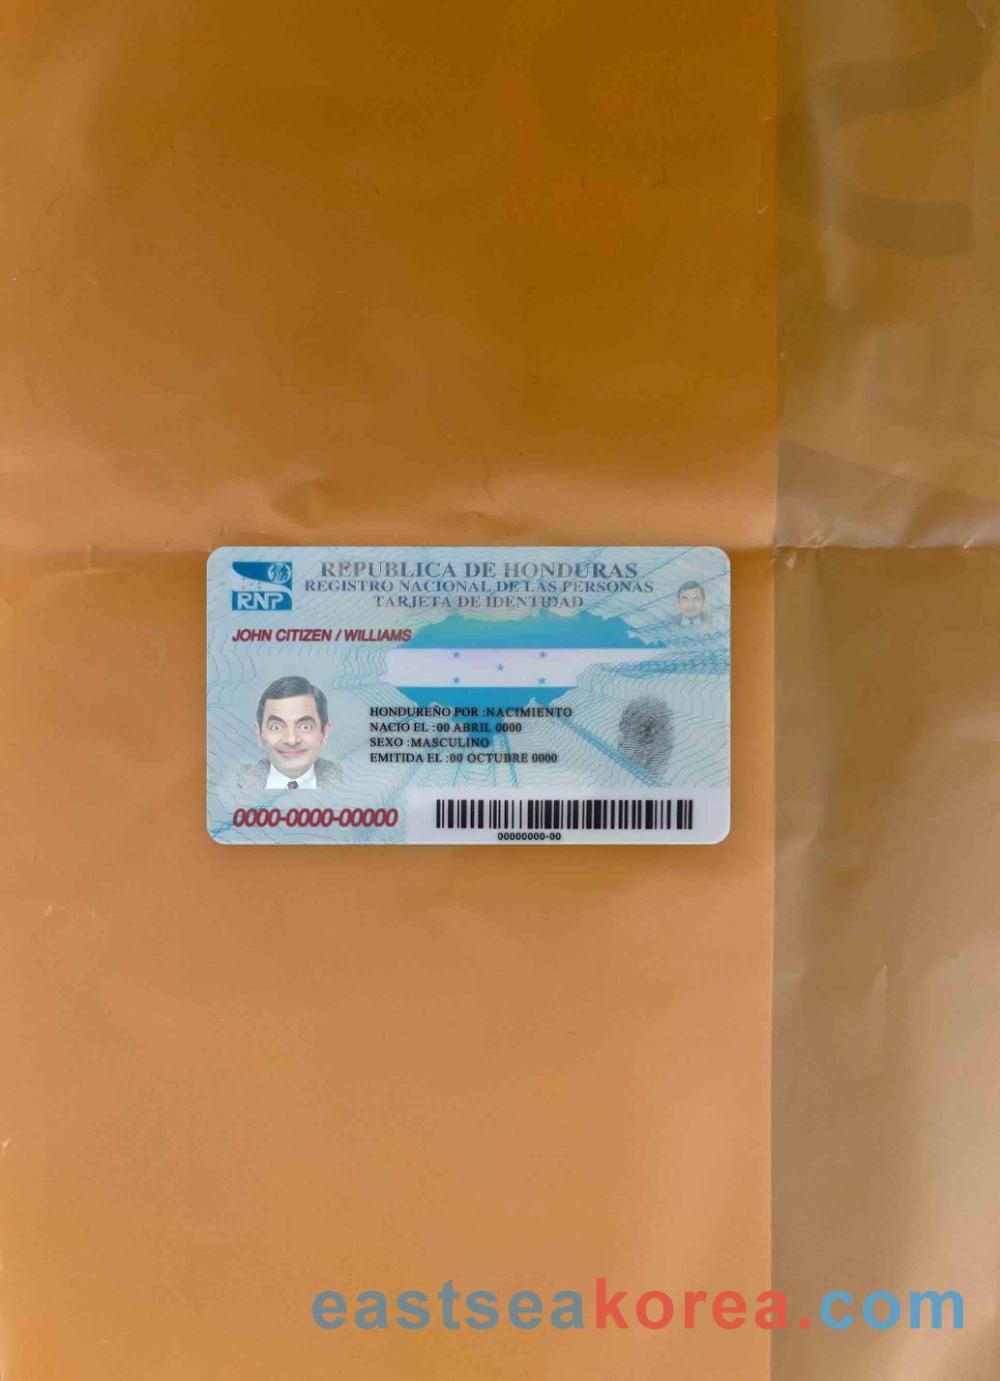 RNP
REPUBLICA DE HONDURAS
REGISTRO NACIONAL DE LAS PERSONAS
TARJETA DE IDENTIDAD
JOHN CITIZEN / WILLIAMS
HONDUREÑO POR :NACIMIENTO
NACIO EL :00 ABRIL 0000
SEXO :MASCULINO
EMITIDA EL :00 OCTUBRE 0000
0000-0000-00000
00000000-00
eastseakorea.com